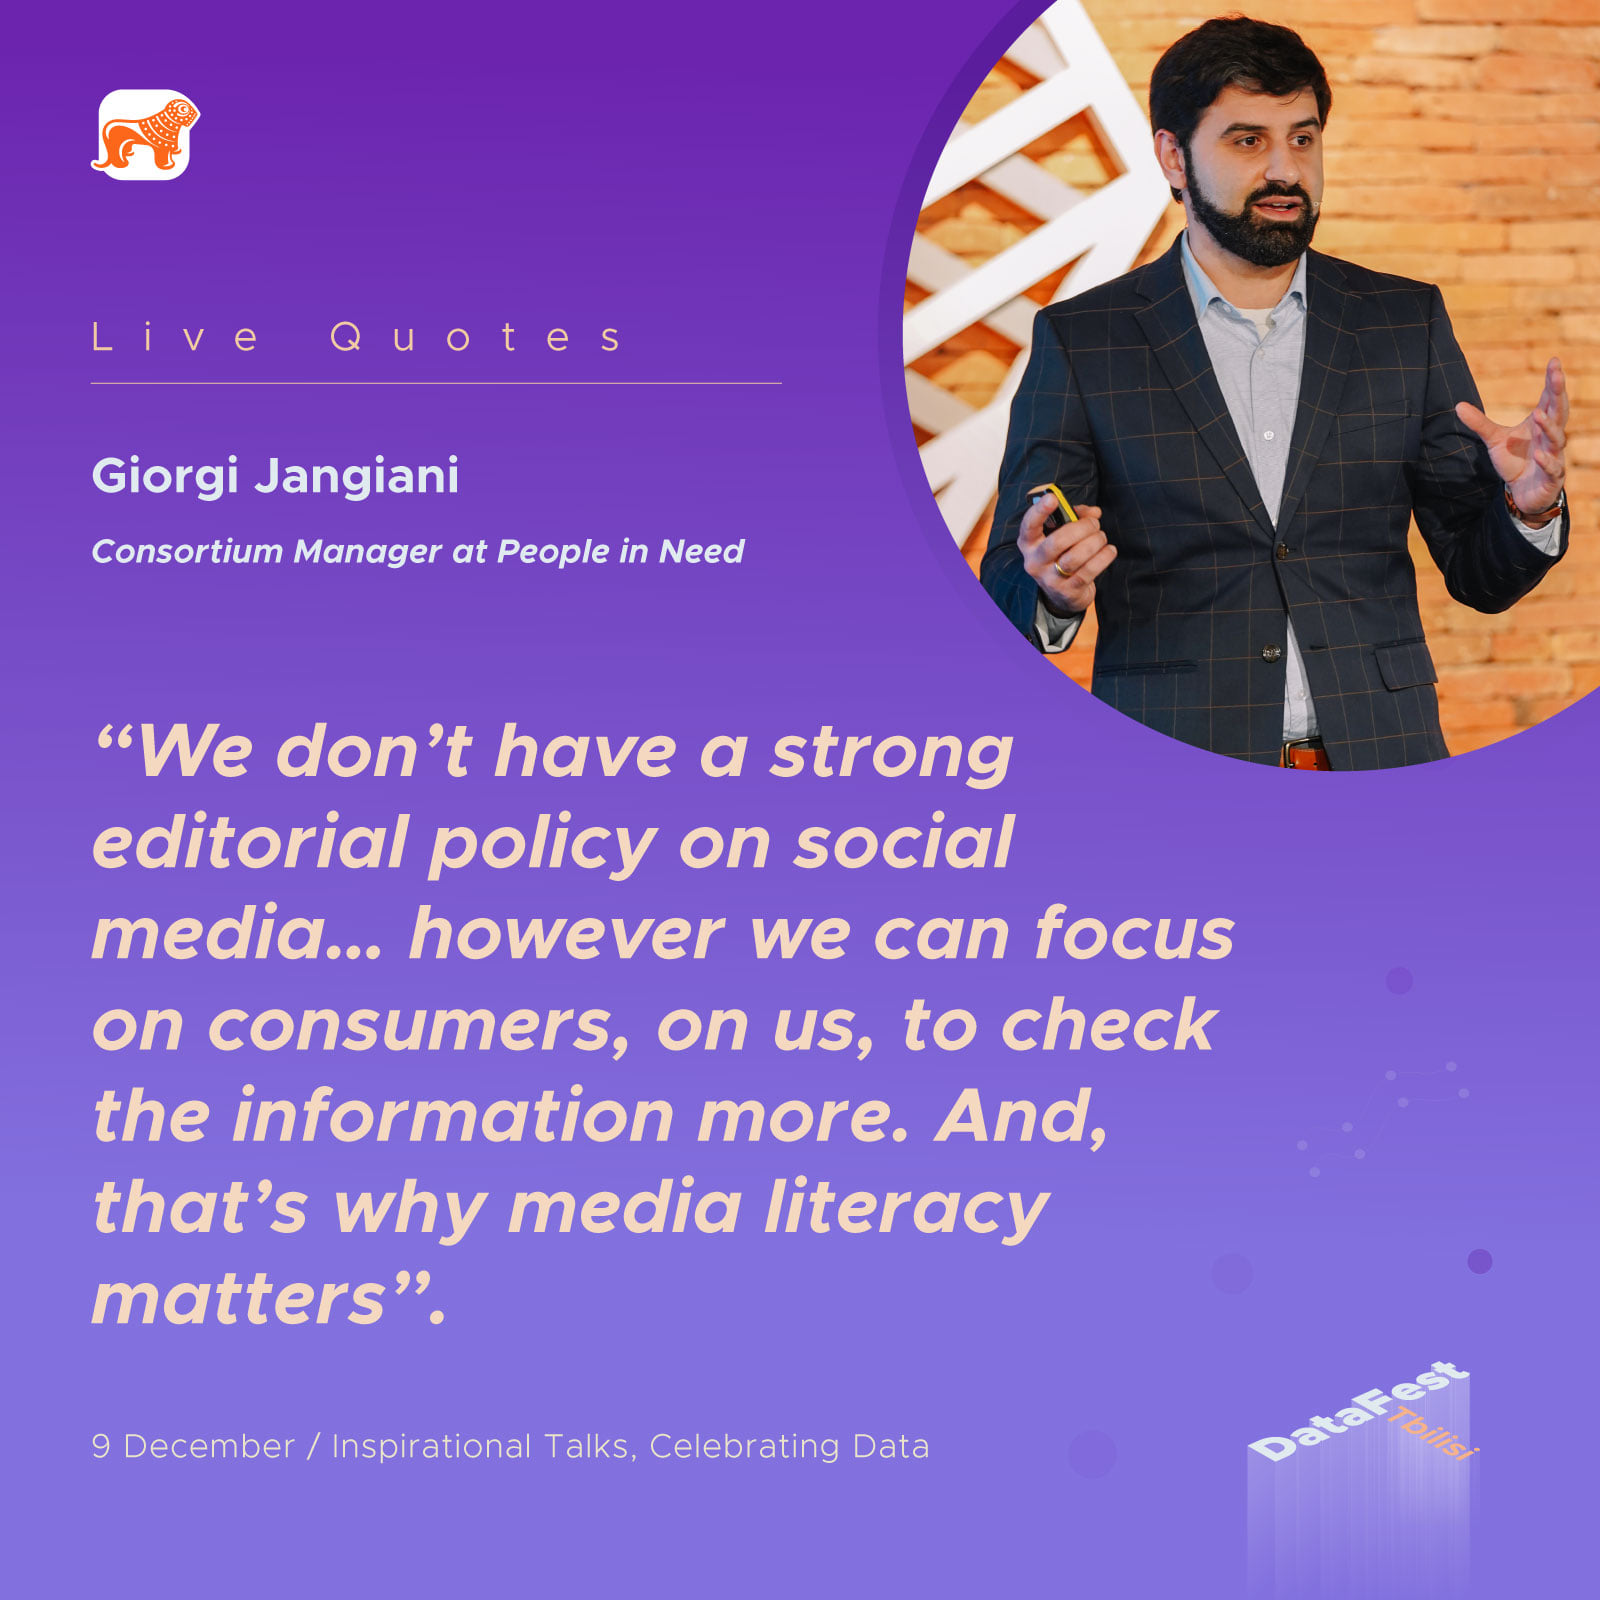 Live Quotes
Giorgi Jangiani
Consortium Manager at People in Need
“We don’t have a strong
editorial policy on social
media... however we can focus
on consumers, on us, to check
the information more. And,
that’s why media literacy
matters”.
9 December / Inspirational Talks, Celebrating Data
DataFest
Tbilisi